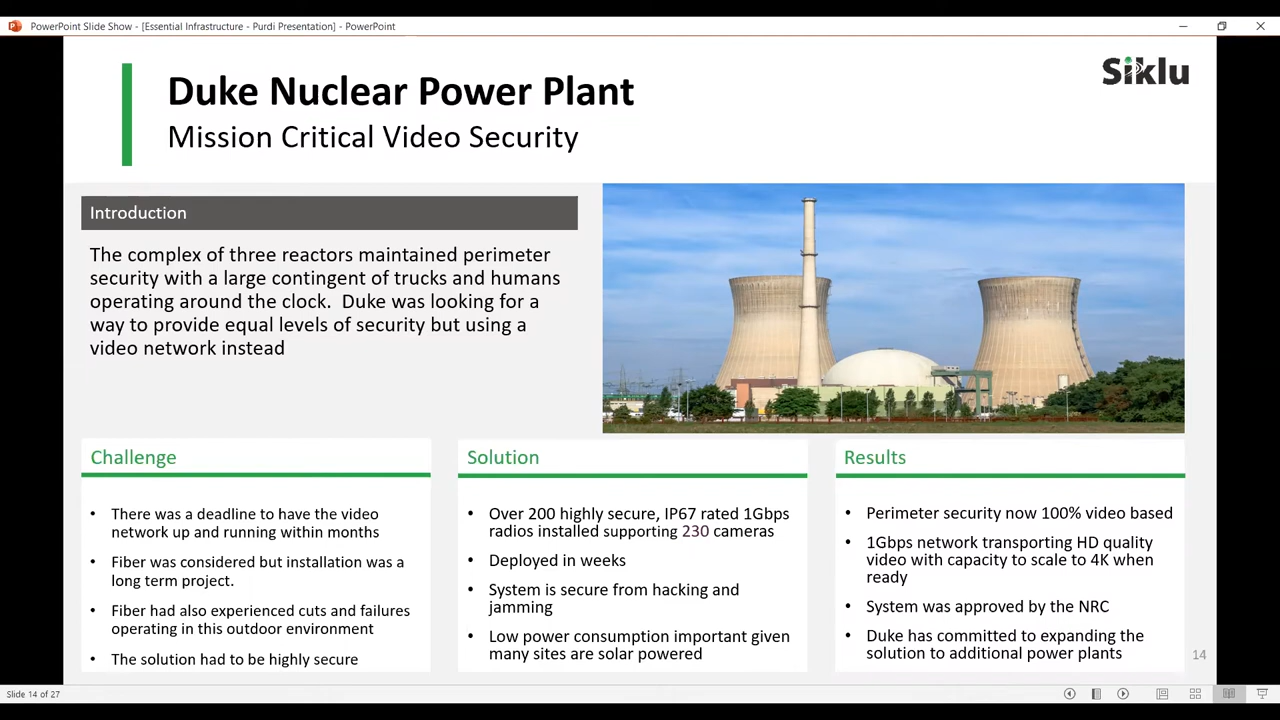 PowerPoint Slide Show - [Essential Infrastructure - Purdi Presentation] - PowerPoint
Siklu
Duke Nuclear Power Plant
Mission Critical Video Security
Introduction
The complex of three reactors maintained perimeter
security with a large contingent of trucks and humans
operating around the clock.  Duke was looking for a
way to provide equal levels of security but using a
video network instead
Challenge
• There was a deadline to have the video
network up and running within months
• Fiber was considered but installation was a
long term project.
• Fiber had also experienced cuts and failures
operating in this outdoor environment
• The solution had to be highly secure
Solution
• Over 200 highly secure, IP67 rated 1Gbps
radios installed supporting 230 cameras
• Deployed in weeks
• System is secure from hacking and
jamming
• Low power consumption important given
many sites are solar powered
Results
• Perimeter security now 100% video based
• 1Gbps network transporting HD quality
video with capacity to scale to 4K when
ready
• System was approved by the NRC
• Duke has committed to expanding the
solution to additional power plants
14
Slide 14 of 27